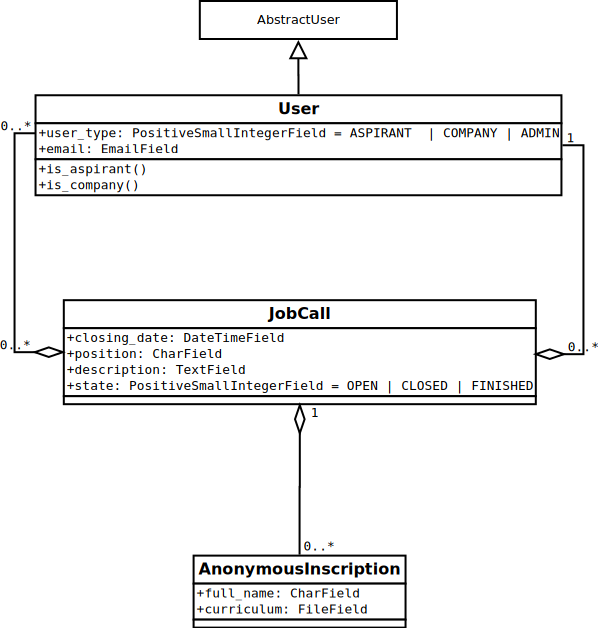 AbstractUser
User
0..*
+user_type: PositiveSmallIntegerField = ASPIRANT | COMPANY | ADMIN
1
+email: EmailField
+is_aspirant()
+is_company()
JobCall
+closing_date: DateTimeField
0..*
0..*
+position: CharField
+description: TextField
+state: PositiveSmallIntegerField = OPEN | CLOSED | FINISHED
1
0..*
AnonymousInscription
+full_name: CharField
+curriculum: FileField